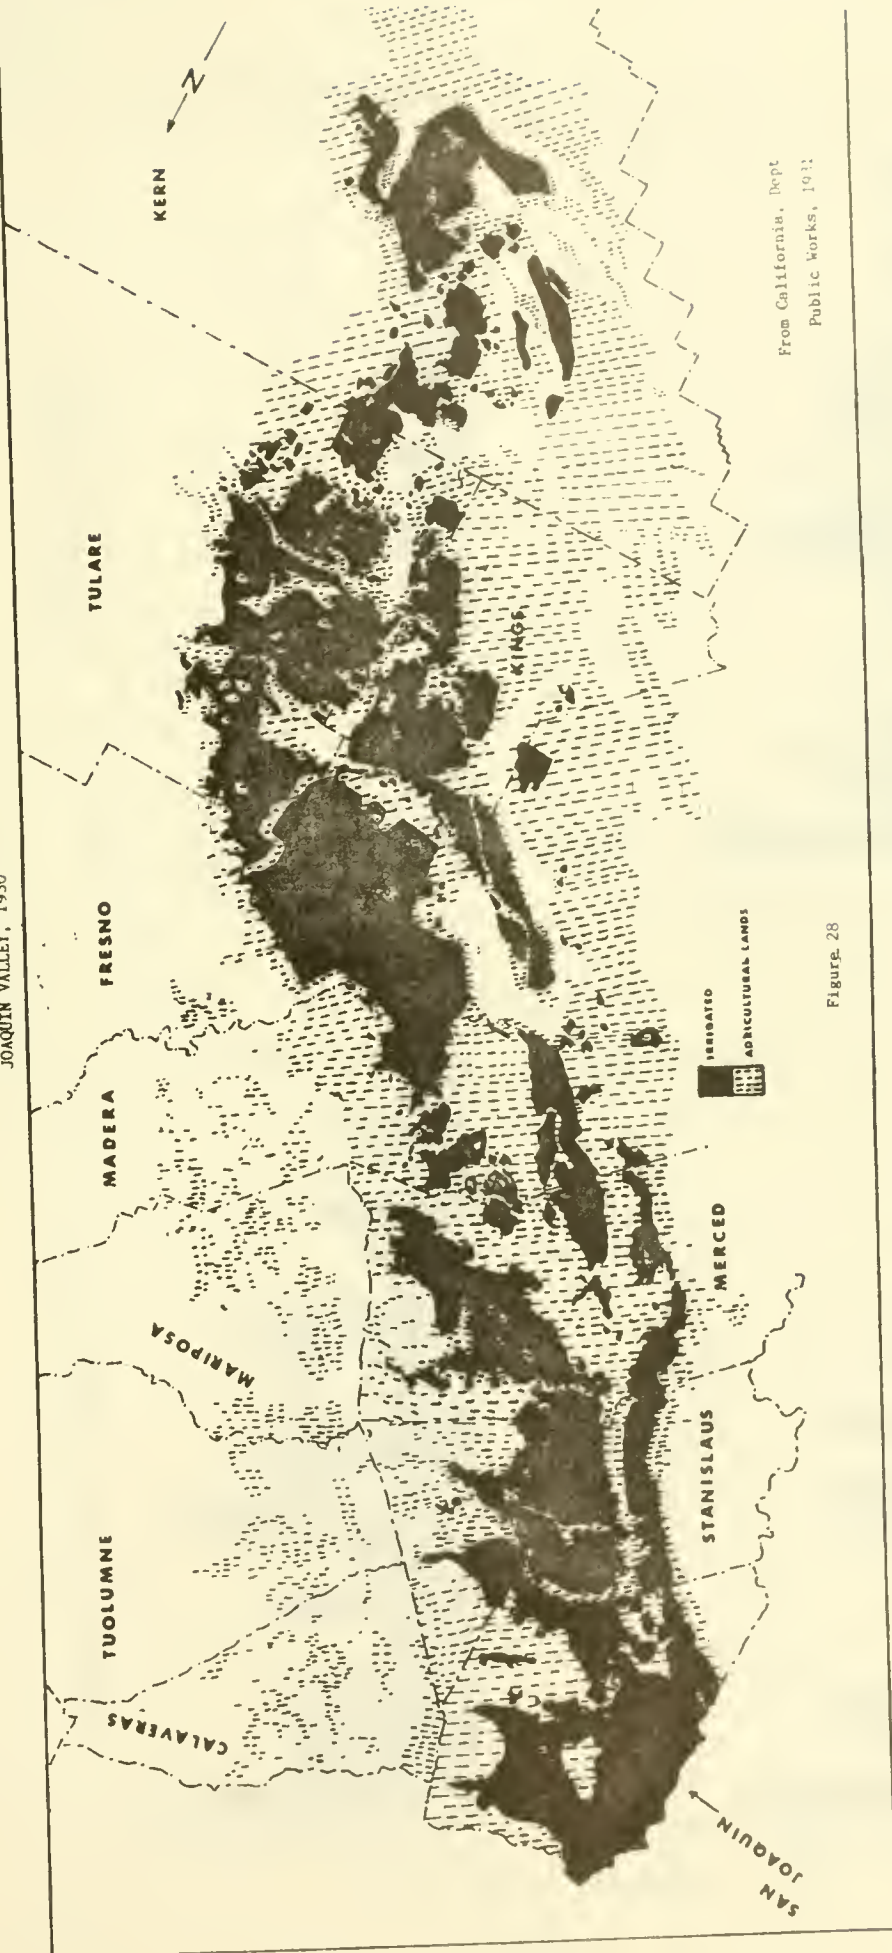 JOAQUIN VALLEY, 1930
CALAVERAS
TUOLUMNE
MARIPOSA
MADERA
FRESNO
TULARE
KERN
N
SAN
JOAQUIN
STANISLAUS
MERCED
KINGS
IRRIGATED
AGRICULTURAL LANDS
From California, Dept
Public Works, 1931
Figure 28